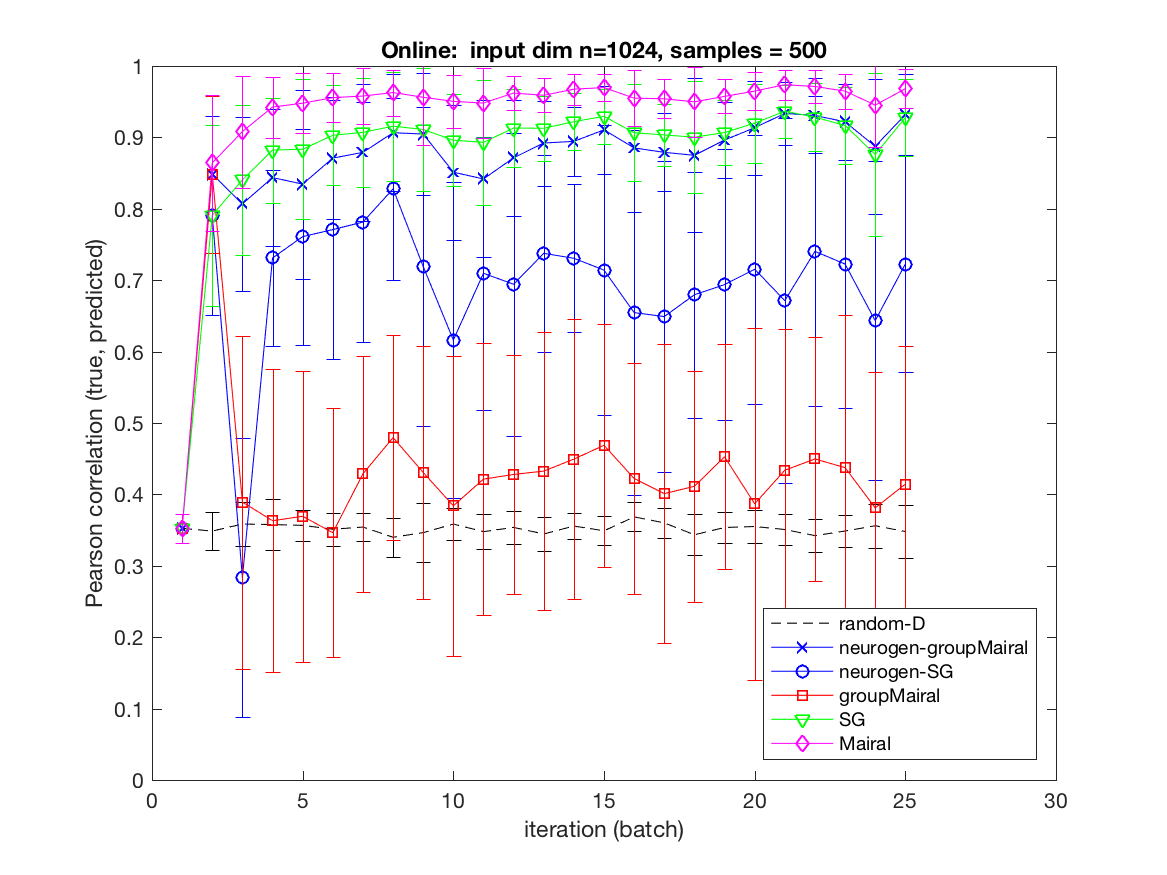 Online:  input dim n=1024, samples = 500
Pearson correlation (true, predicted)
1
0.9
0.8
0.7
0.6
0.5
0.4
0.3
0.2
0.1
0
0 5 10 15 20 25 30
iteration (batch)
random-D
neurogen-groupMairal
neurogen-SG
groupMairal
SG
Mairal